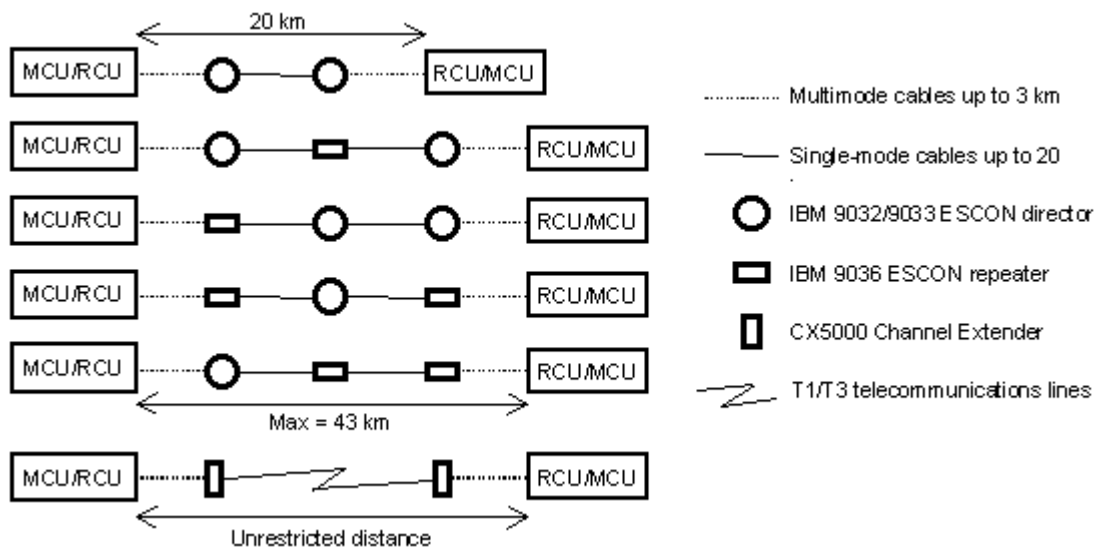 20 km
MCU/RCU RCU/MCU
MCU/RCU RCU/MCU
MCU/RCU RCU/MCU
MCU/RCU RCU/MCU
MCU/RCU RCU/MCU
Max = 43 km
MCU/RCU RCU/MCU
Unrestricted distance
Multimode cables up to 3 km
Single-mode cables up to 20
.
IBM 9032/9033 ESCON director
IBM 9036 ESCON repeater
CX5000 Channel Extender
T1/T3 telecommunications lines